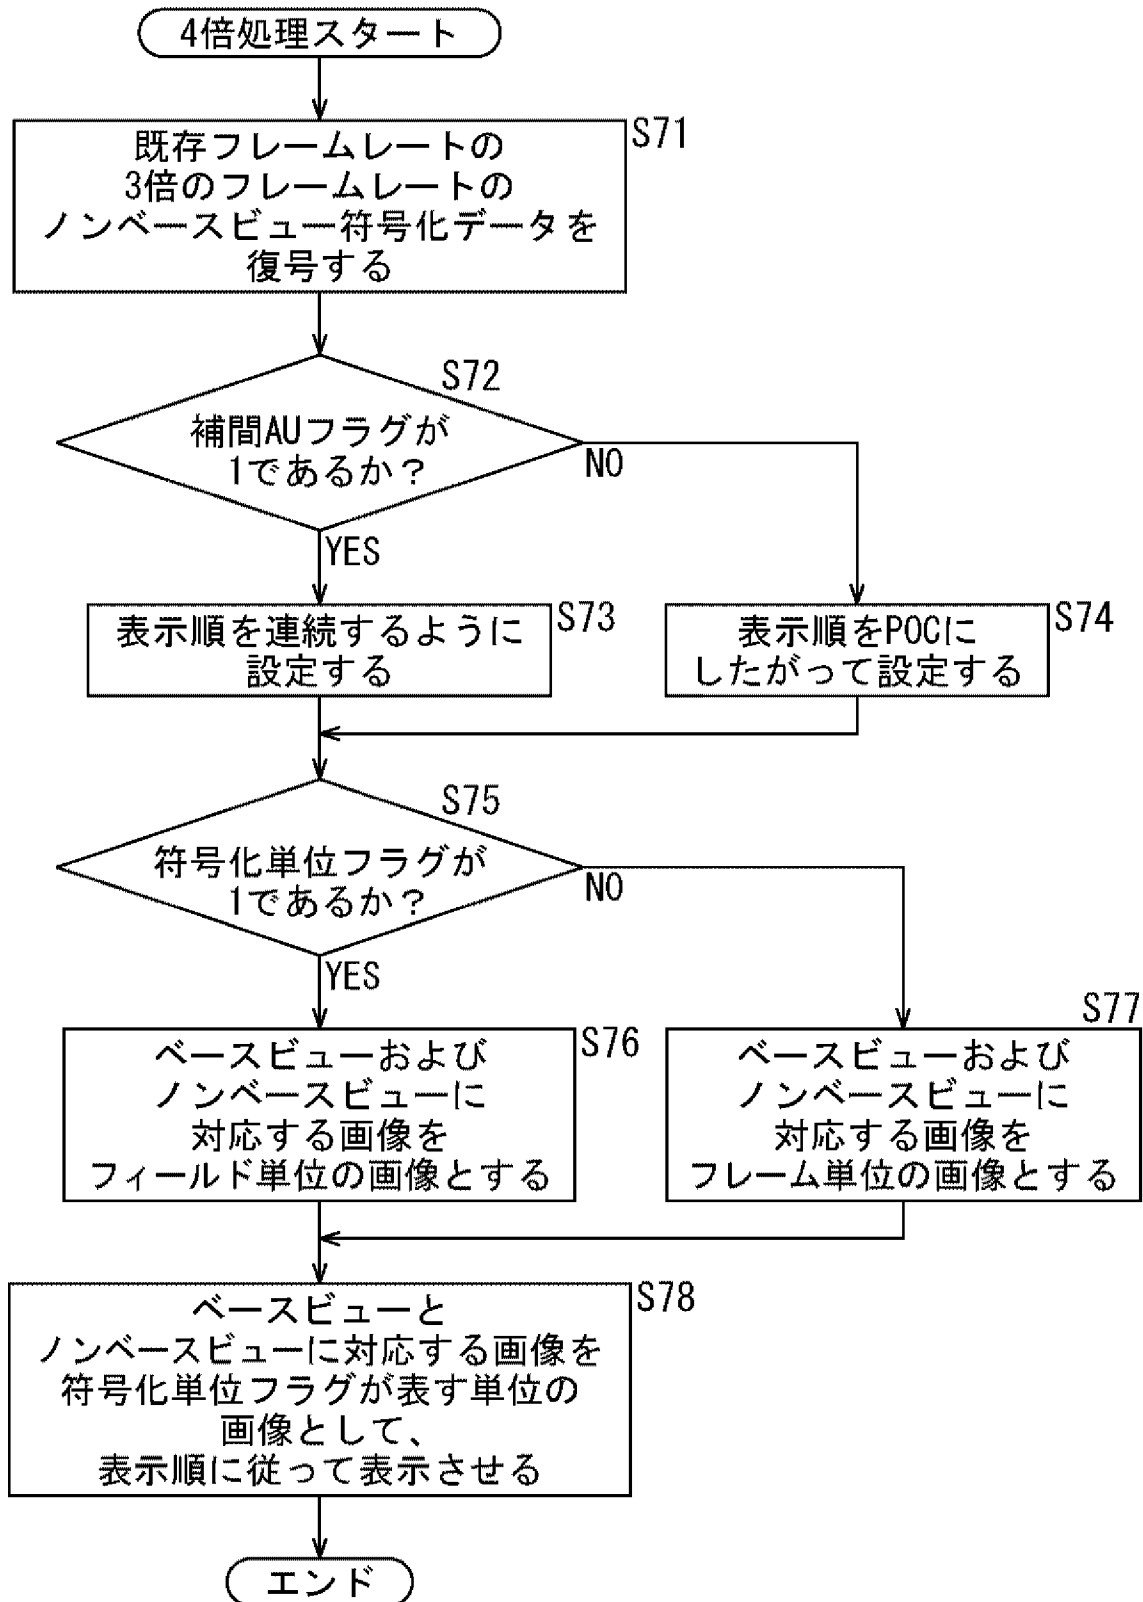 4倍処理スタート
S71
既存フレームレートの
3倍のフレームレートの
ノンベースビュー符号化データを
復号する
S72
補間AUフラグが
1であるか？
NO
YES
S73
表示順を連続するように
設定する
S74
表示順をPOCに
したがって設定する
S75
符号化単位フラグが
1であるか？
NO
YES
S76
ベースビューおよび
ノンベースビューに
対応する画像を
フィールド単位の画像とする
S77
ベースビューおよび
ノンベースビューに
対応する画像を
フレーム単位の画像とする
S78
ベースビューと
ノンベースビューに対応する画像を
符号化単位フラグが表す単位の
画像として、
表示順に従って表示させる
エンド